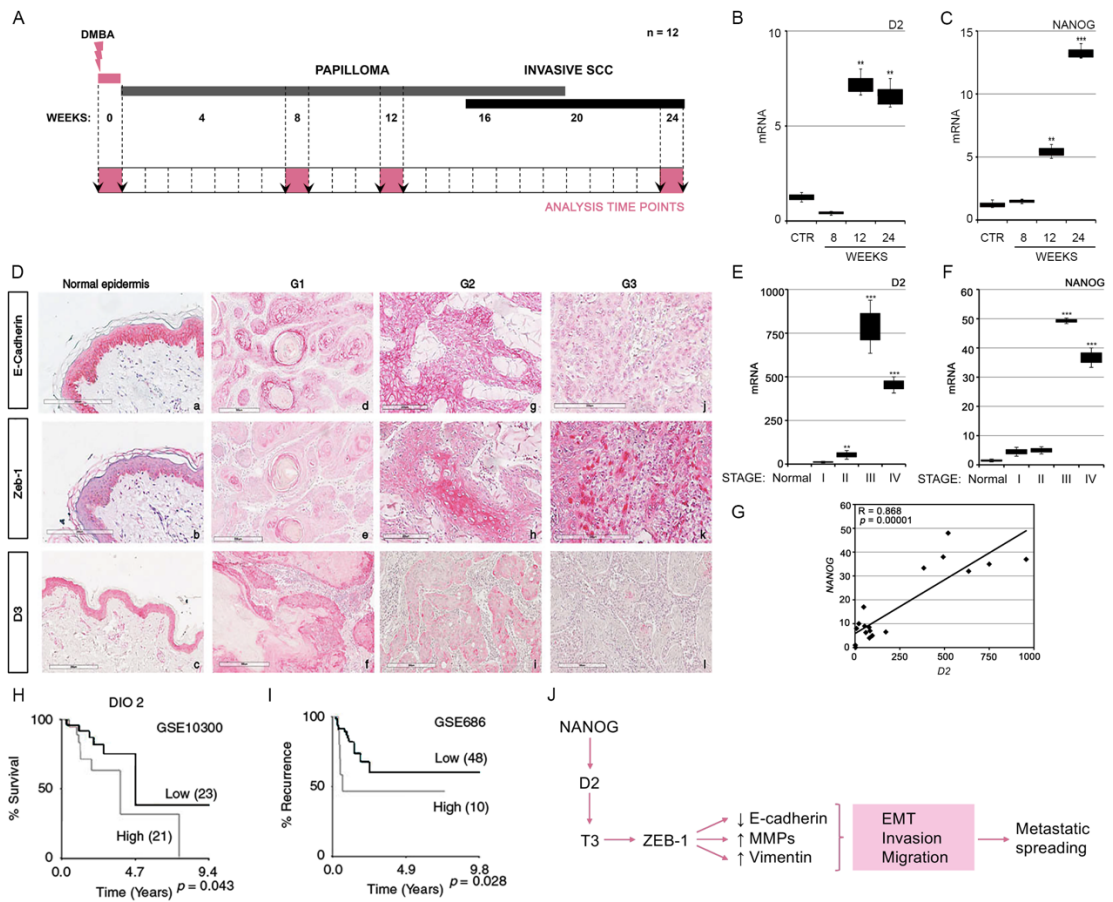 A
DMBA
n = 12
PAPILLOMA
INVASIVE SCC
WEEKS: 0 4 8 12 16 20 24
ANALYSIS TIME POINTS
B
D2
10
5
0
mRNA
CTR 8 12 24
WEEKS
**
**
C
NANOG
15
10
5
0
mRNA
CTR 8 12 24
WEEKS
**
***
D
Normal epidermis G1 G2 G3
E-Cadherin
a d g j
Zeb-1
b e h k
D3
c f i l
E
D2
1000
750
500
250
0
mRNA
**
***
***
STAGE: Normal I II III IV
F
NANOG
60
50
40
30
20
10
0
mRNA
***
***
STAGE: Normal I II III IV
G
R = 0.868
p = 0.00001
60
50
40
30
20
10
0
NANOG
0 250 500 750 1000
D2
H
DIO 2
GSE10300
100
50
0
% Survival
Low (23)
High (21)
0.0 4.7 9.4
Time (Years) p = 0.043
I
GSE686
100
50
0
% Recurrence
Low (48)
High (10)
0.0 4.9 9.8
Time (Years) p = 0.028
J
NANOG
D2
T3 ZEB-1
↓ E-cadherin
↑ MMPs
↑ Vimentin
EMT
Invasion
Migration
Metastatic
spreading